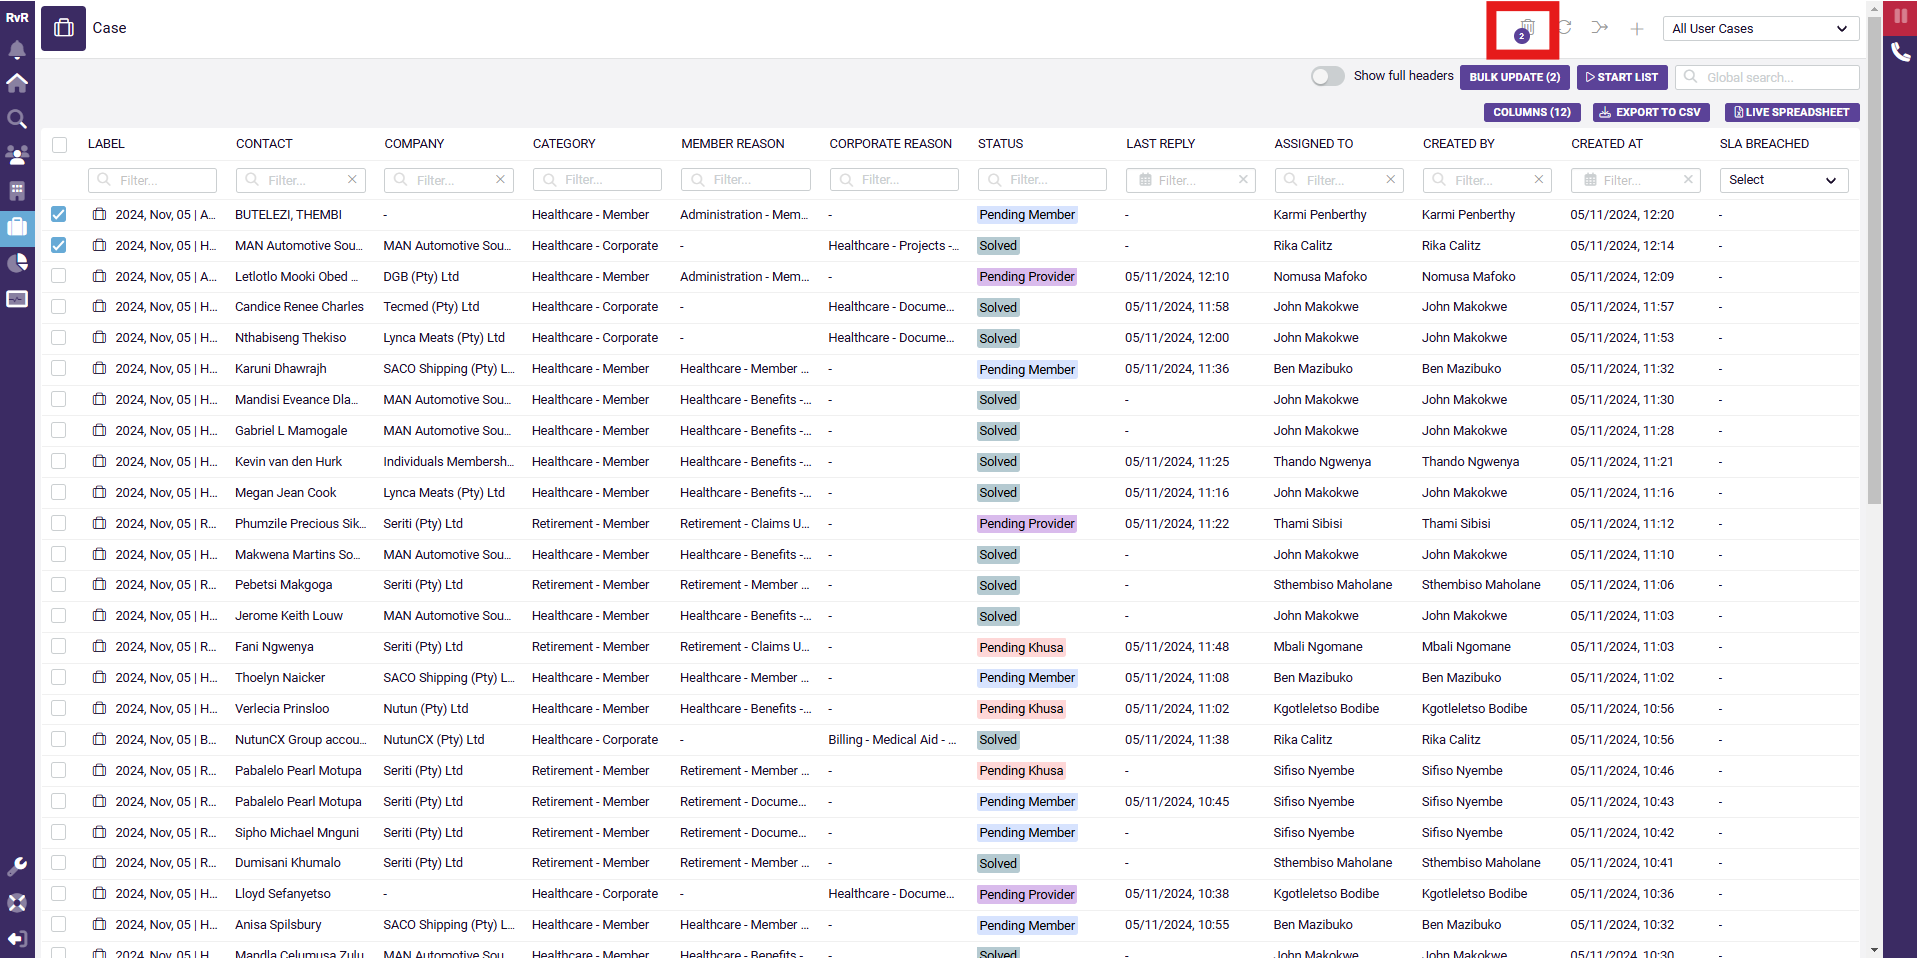 RvR
Case
2
All User Cases
Show full headers
BULK UPDATE (2)
START LIST
Global search...
COLUMNS (12)
EXPORT TO CSV
LIVE SPREADSHEET
LABEL CONTACT COMPANY CATEGORY MEMBER REASON CORPORATE REASON STATUS LAST REPLY ASSIGNED TO CREATED BY CREATED AT SLA BREACHED
Filter... Filter... Filter... Filter... Filter... Filter... Filter... Filter... Filter... Filter... Filter... Select
2024, Nov, 05 | A... BUTELEZI, THEMBI - Healthcare - Member Administration - Mem... Pending Member - Karmi Penberthy Karmi Penberthy 05/11/2024, 12:20 -
2024, Nov, 05 | H... MAN Automotive Sou... MAN Automotive Sou... Healthcare - Corporate - Healthcare - Projects -... Solved - Rika Calitz Rika Calitz 05/11/2024, 12:14 -
2024, Nov, 05 | A... Letlotlo Mooki Obed ... DGB (Pty) Ltd Healthcare - Member Administration - Mem... Pending Provider 05/11/2024, 12:10 Nomusa Mafoko Nomusa Mafoko 05/11/2024, 12:09 -
2024, Nov, 05 | H... Candice Renee Charles Tecmed (Pty) Ltd Healthcare - Corporate - Healthcare - Docume... Solved 05/11/2024, 11:58 John Makokwe John Makokwe 05/11/2024, 11:57 -
2024, Nov, 05 | H... Nthabiseng Thekiso Lynca Meats (Pty) Ltd Healthcare - Corporate - Healthcare - Docume... Solved 05/11/2024, 12:00 John Makokwe John Makokwe 05/11/2024, 11:53 -
2024, Nov, 05 | H... Karuni Dhawrajh SACO Shipping (Pty) L... Healthcare - Member Healthcare - Member ... - Pending Member 05/11/2024, 11:36 Ben Mazibuko Ben Mazibuko 05/11/2024, 11:32 -
2024, Nov, 05 | H... Mandisi Eveance Dla... MAN Automotive Sou... Healthcare - Member Healthcare - Benefits -... - Solved - John Makokwe John Makokwe 05/11/2024, 11:30 -
2024, Nov, 05 | H... Gabriel L Mamogale MAN Automotive Sou... Healthcare - Member Healthcare - Benefits -... - Solved - John Makokwe John Makokwe 05/11/2024, 11:28 -
2024, Nov, 05 | H... Kevin van den Hurk Individuals Membersh... Healthcare - Member Healthcare - Benefits -... - Solved 05/11/2024, 11:25 Thando Ngwenya Thando Ngwenya 05/11/2024, 11:21 -
2024, Nov, 05 | H... Megan Jean Cook Lynca Meats (Pty) Ltd Healthcare - Member Healthcare - Benefits -... - Solved 05/11/2024, 11:16 John Makokwe John Makokwe 05/11/2024, 11:16 -
2024, Nov, 05 | R... Phumzile Precious Sik... Seriti (Pty) Ltd Retirement - Member Retirement - Claims U... - Pending Provider 05/11/2024, 11:22 Thami Sibisi Thami Sibisi 05/11/2024, 11:12 -
2024, Nov, 05 | H... Makwena Martins So... MAN Automotive Sou... Healthcare - Member Healthcare - Benefits -... - Solved - John Makokwe John Makokwe 05/11/2024, 11:10 -
2024, Nov, 05 | R... Pebetsi Makgoga Seriti (Pty) Ltd Retirement - Member Retirement - Member ... - Solved - Sthembiso Maholane Sthembiso Maholane 05/11/2024, 11:06 -
2024, Nov, 05 | H... Jerome Keith Louw MAN Automotive Sou... Healthcare - Member Healthcare - Benefits -... - Solved - John Makokwe John Makokwe 05/11/2024, 11:03 -
2024, Nov, 05 | R... Fani Ngwenya Seriti (Pty) Ltd Retirement - Member Retirement - Claims U... - Pending Khusa 05/11/2024, 11:48 Mbali Ngomane Mbali Ngomane 05/11/2024, 11:03 -
2024, Nov, 05 | H... Thoelyn Naicker SACO Shipping (Pty) L... Healthcare - Member Healthcare - Member ... - Pending Member 05/11/2024, 11:08 Ben Mazibuko Ben Mazibuko 05/11/2024, 11:02 -
2024, Nov, 05 | H... Verlecia Prinsloo Nutun (Pty) Ltd Healthcare - Member Healthcare - Benefits -... - Pending Khusa 05/11/2024, 11:02 Kgotleletso Bodibe Kgotleletso Bodibe 05/11/2024, 10:56 -
2024, Nov, 05 | B... NutunCX Group accou... NutunCX (Pty) Ltd Healthcare - Corporate - Billing - Medical Aid - ... Solved 05/11/2024, 11:38 Rika Calitz Rika Calitz 05/11/2024, 10:56 -
2024, Nov, 05 | R... Pabalelo Pearl Motupa Seriti (Pty) Ltd Retirement - Member Retirement - Member ... - Pending Khusa - Sifiso Nyembe Sifiso Nyembe 05/11/2024, 10:46 -
2024, Nov, 05 | R... Pabalelo Pearl Motupa Seriti (Pty) Ltd Retirement - Member Retirement - Docume... - Pending Member 05/11/2024, 10:45 Sifiso Nyembe Sifiso Nyembe 05/11/2024, 10:43 -
2024, Nov, 05 | R... Sipho Michael Mnguni Seriti (Pty) Ltd Retirement - Member Retirement - Docume... - Pending Member - Sifiso Nyembe Sifiso Nyembe 05/11/2024, 10:42 -
2024, Nov, 05 | R... Dumisani Khumalo Seriti (Pty) Ltd Retirement - Member Retirement - Member ... - Solved - Sthembiso Maholane Sthembiso Maholane 05/11/2024, 10:41 -
2024, Nov, 05 | H... Lloyd Sefanyetso - Healthcare - Corporate - Healthcare - Docume... Pending Provider 05/11/2024, 10:38 Kgotleletso Bodibe Kgotleletso Bodibe 05/11/2024, 10:36 -
2024, Nov, 05 | H... Anisa Spilsbury SACO Shipping (Pty) L... Healthcare - Member Healthcare - Member ... - Pending Member 05/11/2024, 10:55 Ben Mazibuko Ben Mazibuko 05/11/2024, 10:32 -
2024, Nov, 05 | H... Mandla Celumusa Zulu MAN Automotive Sou... Healthcare - Member Healthcare - Benefits -... - Solved - John Makokwe John Makokwe 05/11/2024, 10:30 -